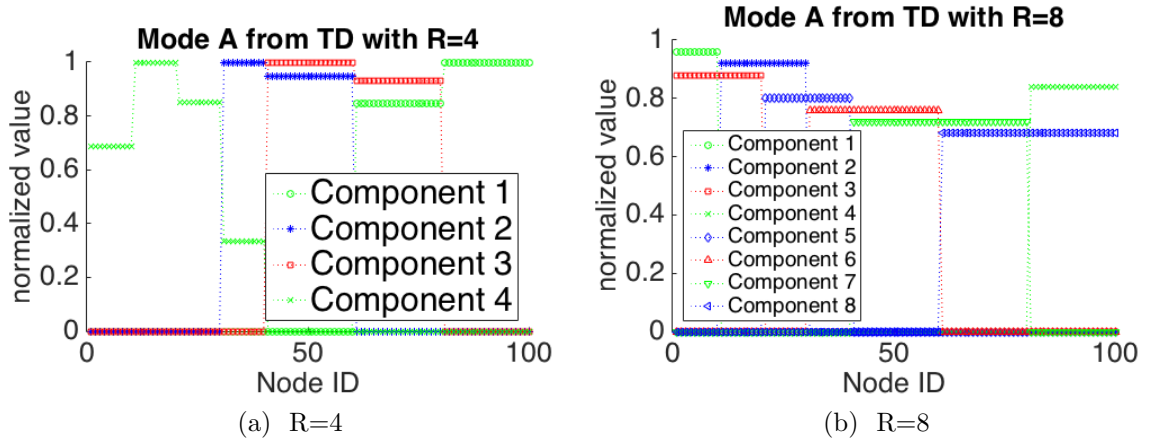 Mode A from TD with R=4
normalized value
1
0.8
0.6
0.4
0.2
0
0
50
100
Node ID
Component 1
Component 2
Component 3
Component 4
(a) R=4
Mode A from TD with R=8
normalized value
1
0.8
0.6
0.4
0.2
0
0
50
100
Node ID
Component 1
Component 2
Component 3
Component 4
Component 5
Component 6
Component 7
Component 8
(b) R=8